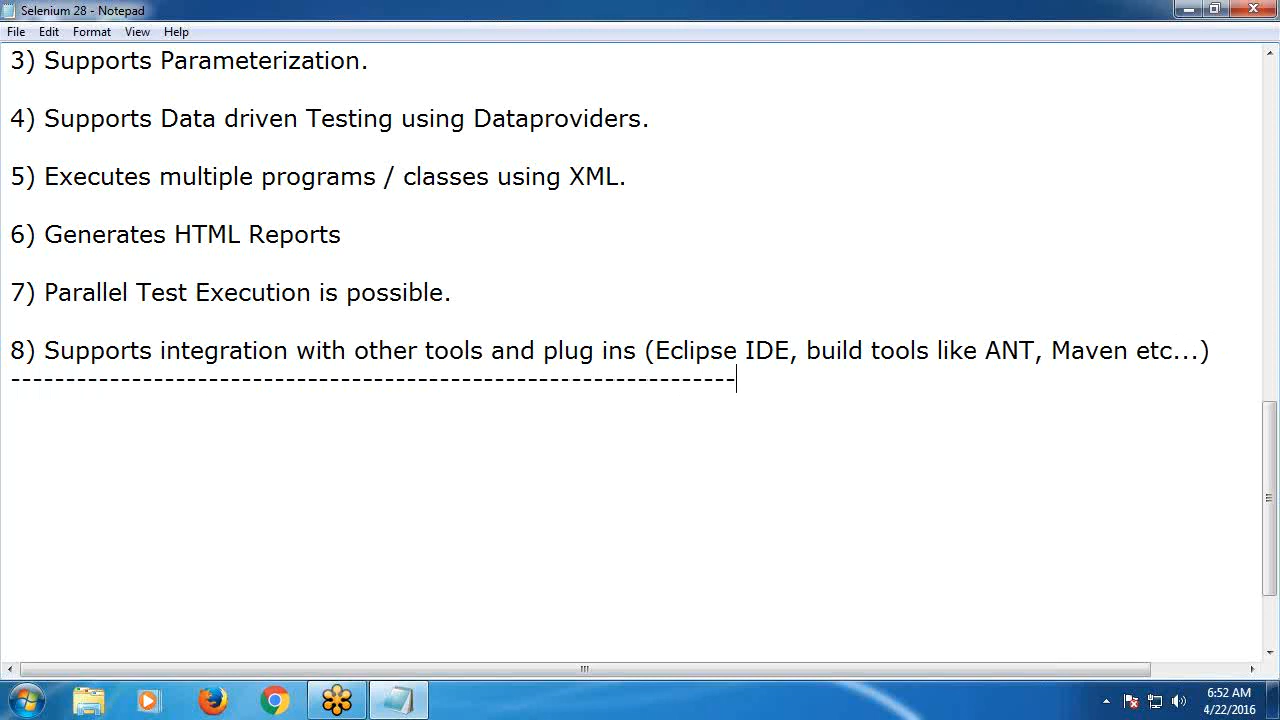 Selenium 28 - Notepad
File Edit Format View Help
3) Supports Parameterization.
4) Supports Data driven Testing using Dataproviders.
5) Executes multiple programs / classes using XML.
6) Generates HTML Reports
7) Parallel Test Execution is possible.
8) Supports integration with other tools and plug ins (Eclipse IDE, build tools like ANT, Maven etc...)
------------------------------------------------------------------
6:52 AM
4/22/2016